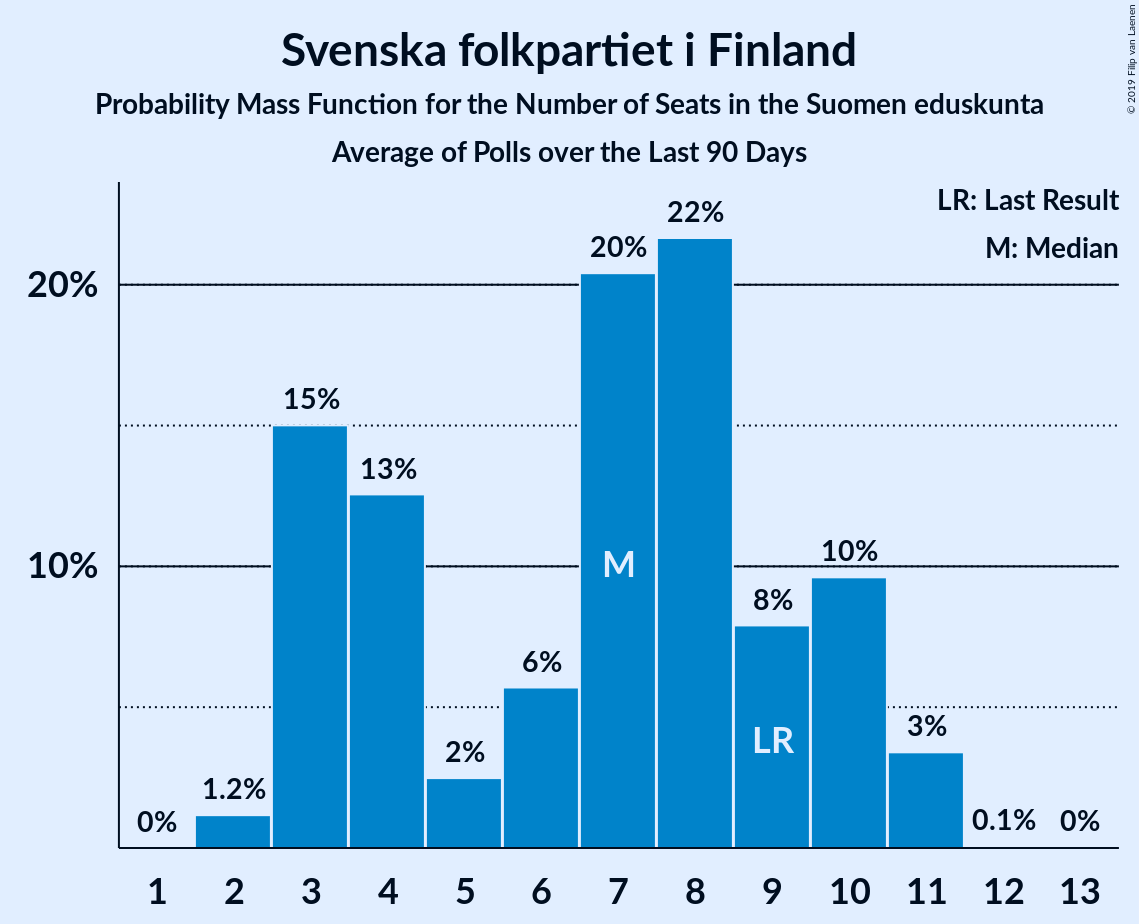 Svenska folkpartiet i Finland
Probability Mass Function for the Number of Seats in the Suomen eduskunta
Average of Polls over the Last 90 Days
© 2019 Filip van Laenen
LR: Last Result
M: Median
20%
10%
0%
1.2%
15%
13%
2%
6%
20%
22%
8%
10%
3%
0.1%
0%
M
LR
1 2 3 4 5 6 7 8 9 10 11 12 13